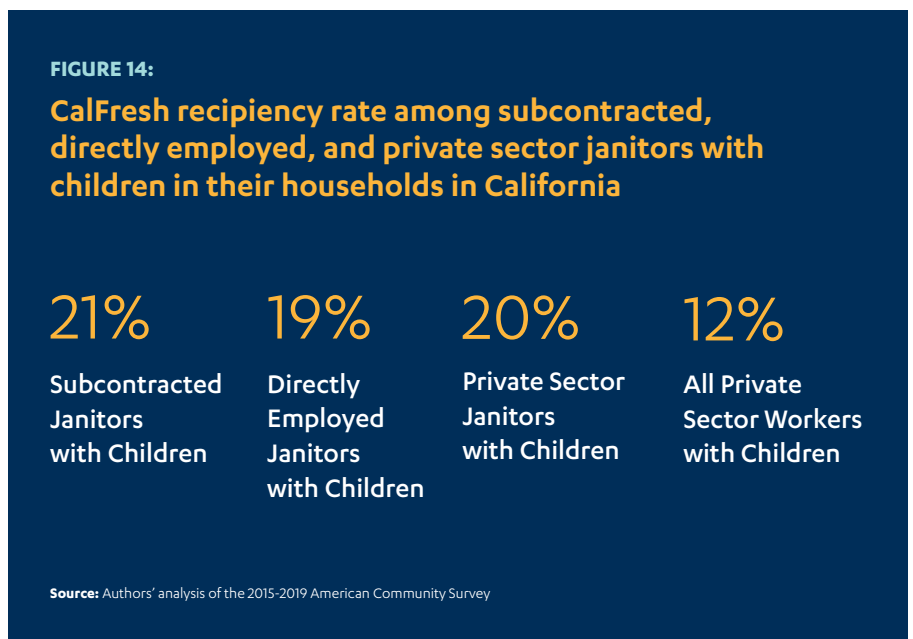 FIGURE 14:
CalFresh recipiency rate among subcontracted,
directly employed, and private sector janitors with
children in their households in California
21%
Subcontracted
Janitors
with Children
19%
Directly
Employed
Janitors
with Children
20%
Private Sector
Janitors
with Children
12%
All Private
Sector Workers
with Children
Source: Authors' analysis of the 2015-2019 American Community Survey